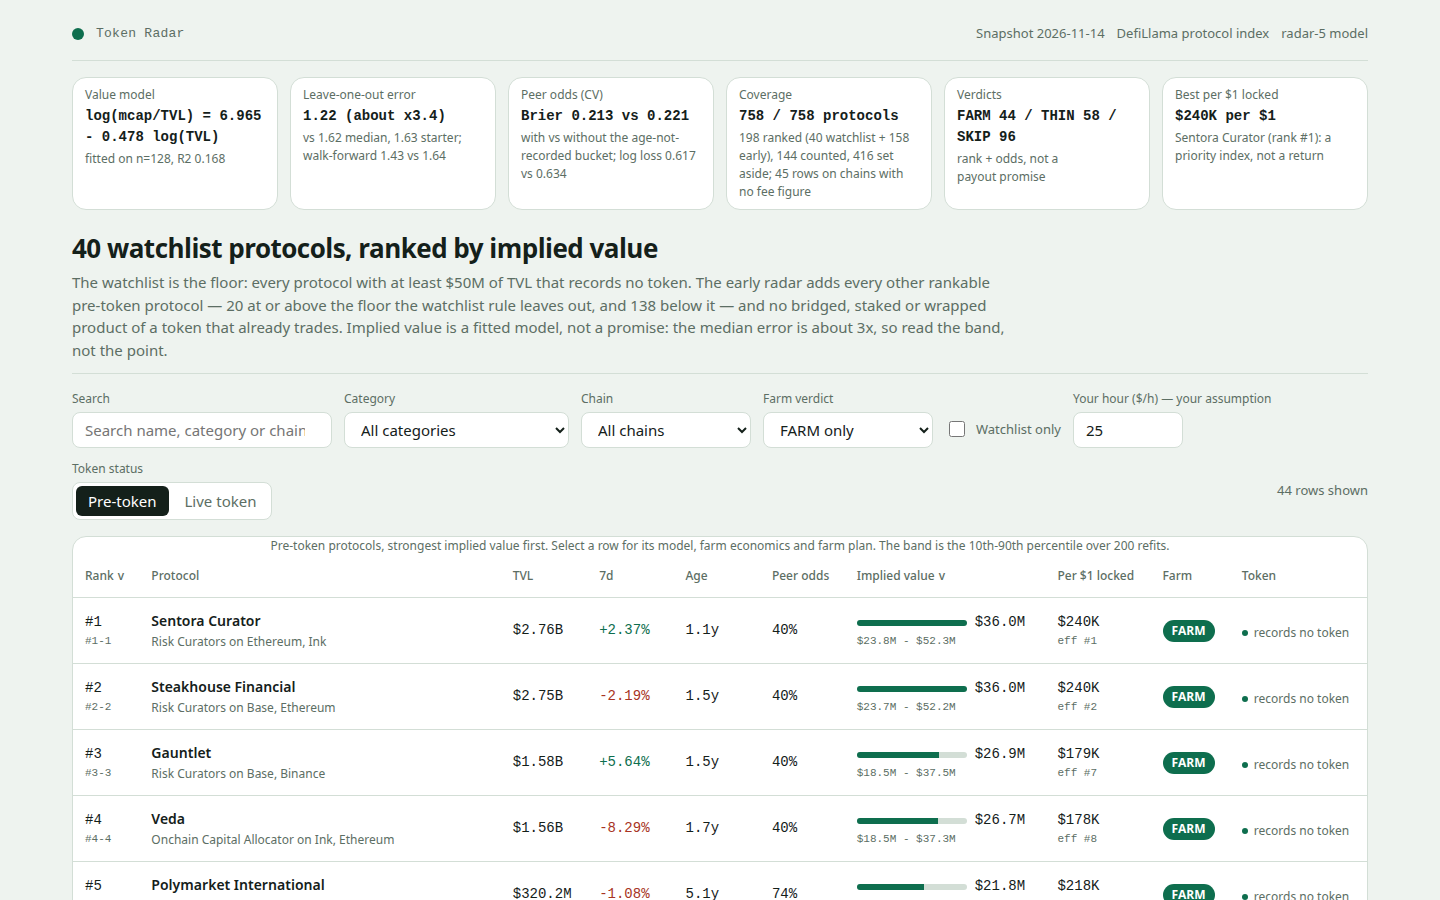 Token Radar
Snapshot 2026-11-14 DefiLlama protocol index radar-5 model
Value model
log(mcap/TVL) = 6.965
- 0.478 log(TVL)
fitted on n=128, R2 0.168
Leave-one-out error
1.22 (about x3.4)
vs 1.62 median, 1.63 starter;
walk-forward 1.43 vs 1.64
Peer odds (CV)
Brier 0.213 vs 0.221
with vs without the age-not-
recorded bucket; log loss 0.617
vs 0.634
Coverage
758 / 758 protocols
198 ranked (40 watchlist + 158
early), 144 counted, 416 set
aside; 45 rows on chains with
no fee figure
Verdicts
FARM 44 / THIN 58 /
SKIP 96
rank + odds, not a
payout promise
Best per $1 locked
$240K per $1
Sentora Curator (rank #1): a
priority index, not a return
40 watchlist protocols, ranked by implied value
The watchlist is the floor: every protocol with at least $50M of TVL that records no token. The early radar adds every other rankable
pre-token protocol — 20 at or above the floor the watchlist rule leaves out, and 138 below it — and no bridged, staked or wrapped
product of a token that already trades. Implied value is a fitted model, not a promise: the median error is about 3x, so read the band,
not the point.
Search Category Chain Farm verdict Your hour ($/h) — your assumption
Search name, category or chain All categories All chains FARM only Watchlist only 25
Token status
Pre-token Live token 44 rows shown
Pre-token protocols, strongest implied value first. Select a row for its model, farm economics and farm plan. The band is the 10th-90th percentile over 200 refits.
Rank v Protocol TVL 7d Age Peer odds Implied value v Per $1 locked Farm Token
#1 Sentora Curator $2.76B +2.37% 1.1y 40% $36.0M $240K FARM records no token
#1-1 Risk Curators on Ethereum, Ink $23.8M - $52.3M eff #1
#2 Steakhouse Financial $2.75B -2.19% 1.5y 40% $36.0M $240K FARM records no token
#2-2 Risk Curators on Base, Ethereum $23.7M - $52.2M eff #2
#3 Gauntlet $1.58B +5.64% 1.5y 40% $26.9M $179K FARM records no token
#3-3 Risk Curators on Base, Binance $18.5M - $37.5M eff #7
#4 Veda $1.56B -8.29% 1.7y 40% $26.7M $178K FARM records no token
#4-4 Onchain Capital Allocator on Ink, Ethereum $18.5M - $37.3M eff #8
#5 Polymarket International $320.2M -1.08% 5.1y 74% $21.8M $218K FARM records no token